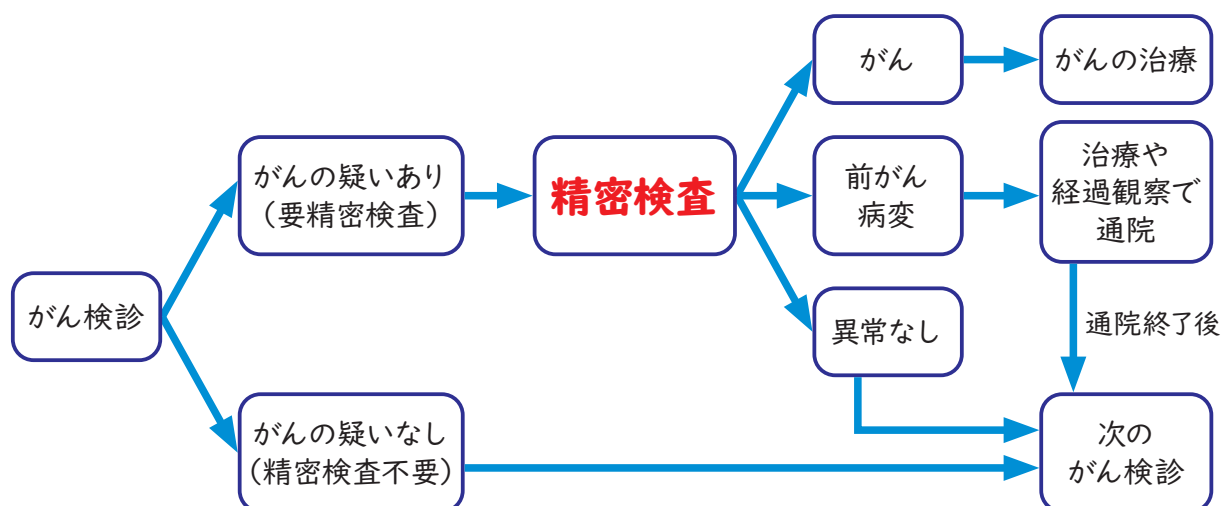 がん検診
がんの疑いあり
（要精密検査）
がんの疑いなし
（精密検査不要）
精密検査
がん
がんの治療
前がん
病変
治療や
経過観察で
通院
異常なし
通院終了後
次の
がん検診